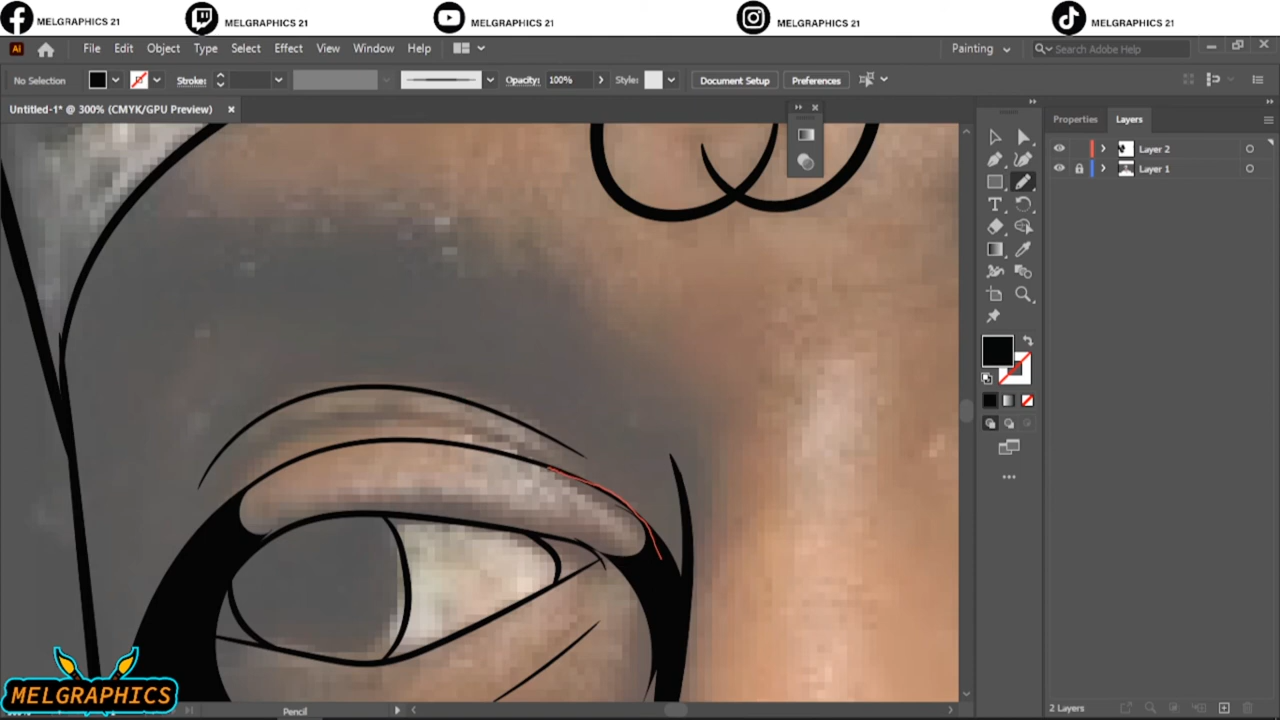 MELGRAPHICS 21
MELGRAPHICS 21
MELGRAPHICS 21
MELGRAPHICS 21
MELGRAPHICS 21
Ai File Edit Object Type Select Effect View Window Help
Painting
Search Adobe Help
No Selection
Stroke:
Opacity: 100%
Style:
Document Setup
Preferences
Untitled-1* @ 300% (CMYK/GPU Preview)
Properties Layers
Layer 2
Layer 1
MELGRAPHICS
Pencil
2 Layers